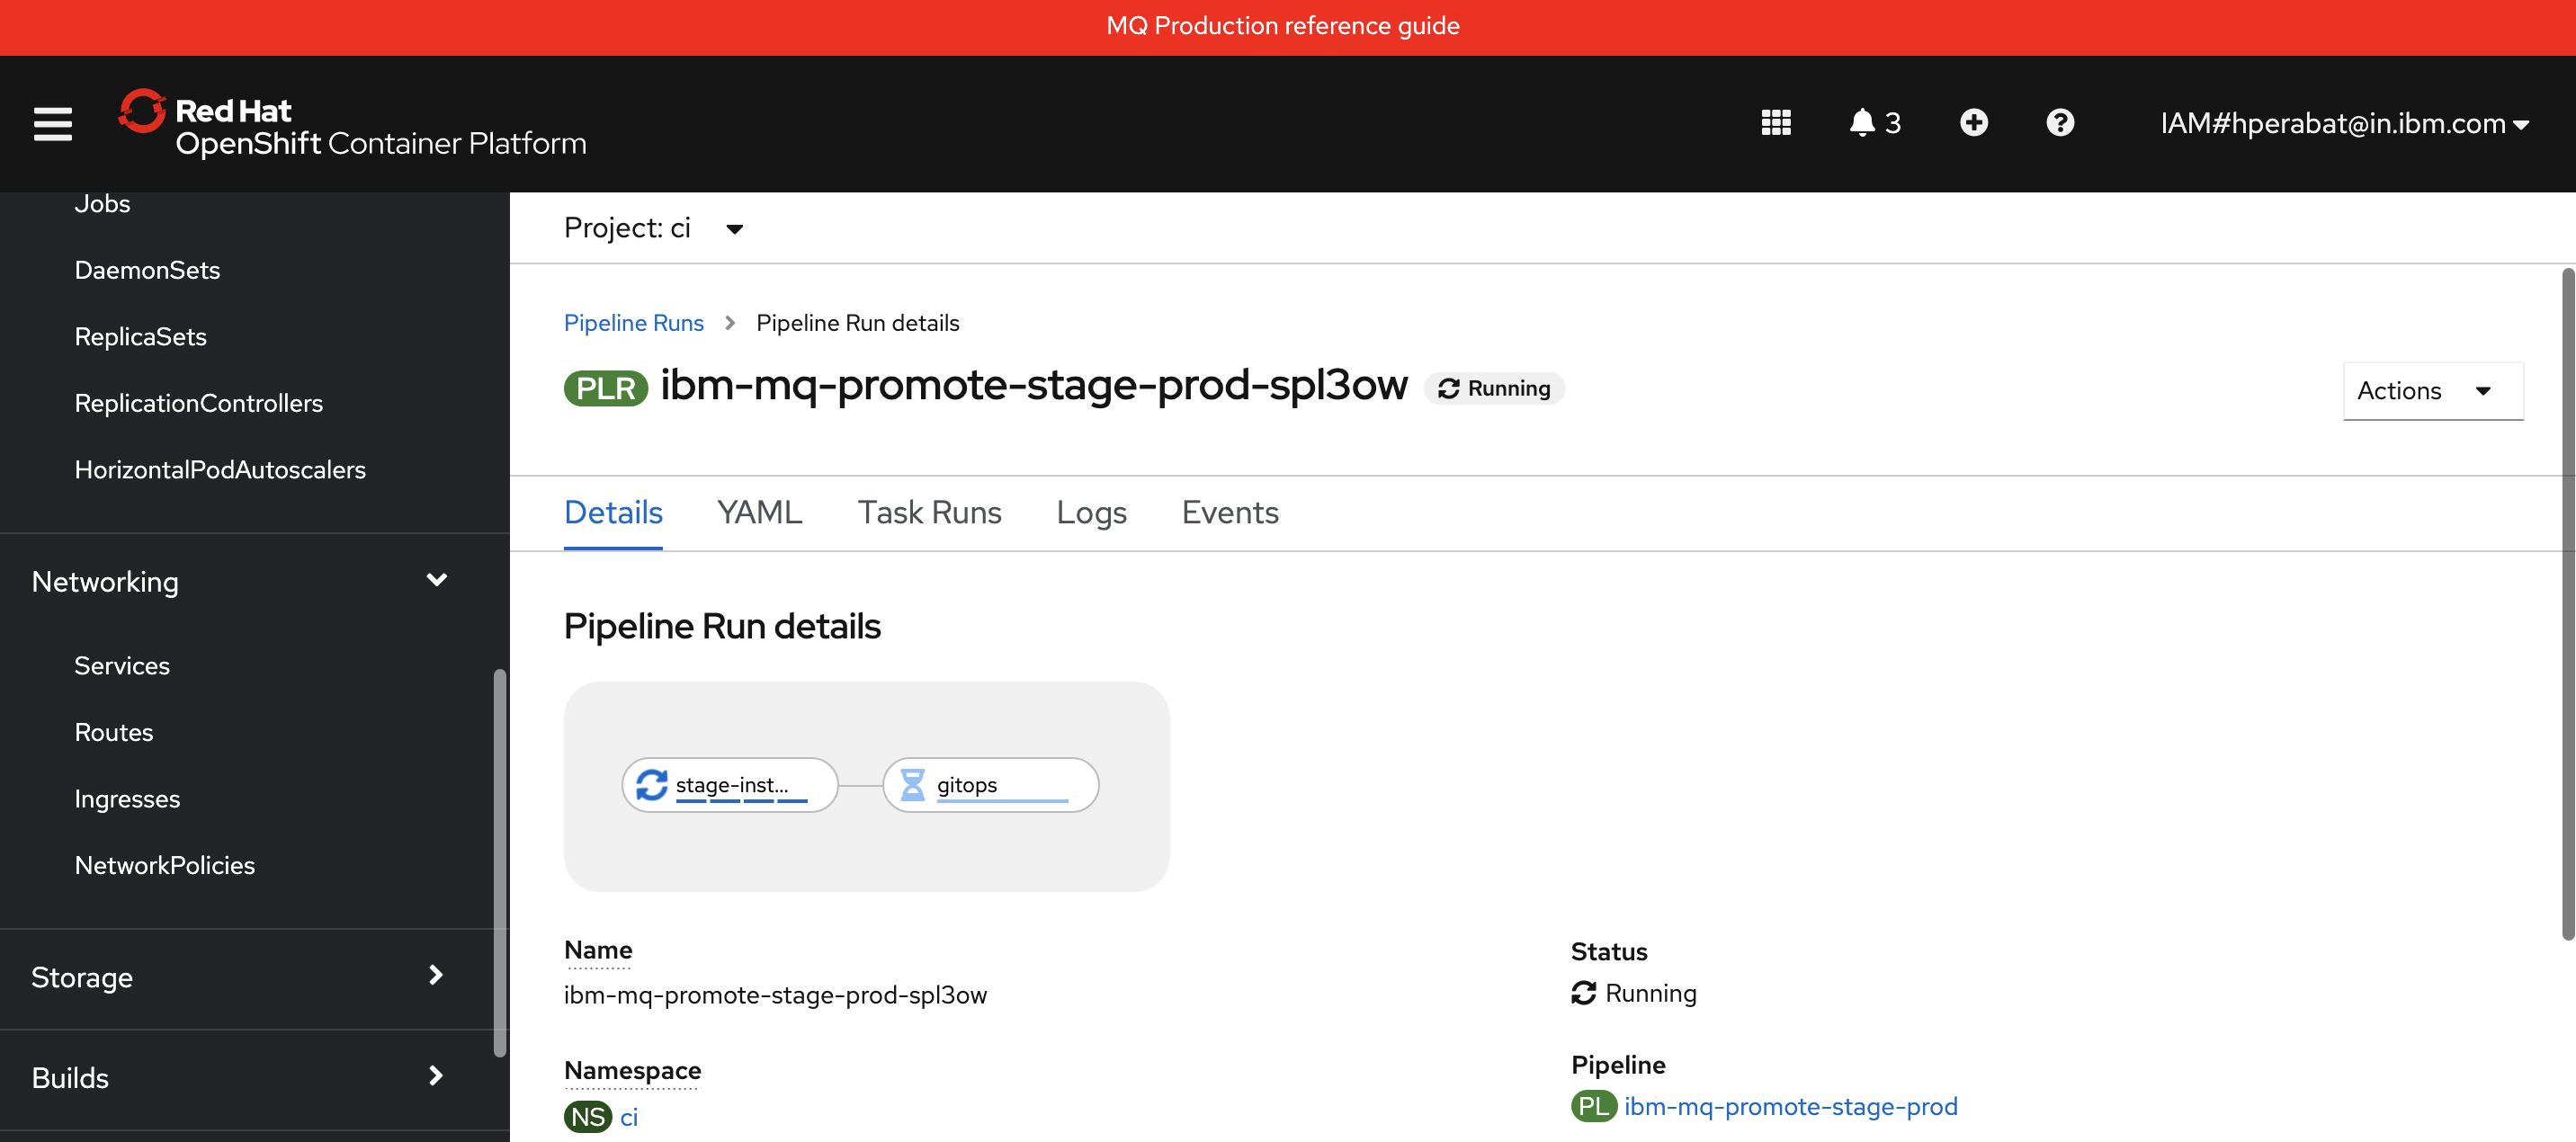 MQ Production reference guide
Red Hat
OpenShift Container Platform
3
IAM#hperabat@in.ibm.com
Jobs
DaemonSets
ReplicaSets
ReplicationControllers
HorizontalPodAutoscalers
Networking
Services
Routes
Ingresses
NetworkPolicies
Storage
Builds
Project: ci
Pipeline Runs > Pipeline Run details
PLR ibm-mq-promote-stage-prod-spl3ow Running
Actions
Details YAML Task Runs Logs Events
Pipeline Run details
stage-inst... gitops
Name
ibm-mq-promote-stage-prod-spl3ow
Namespace
NS ci
Status
Running
Pipeline
PL ibm-mq-promote-stage-prod